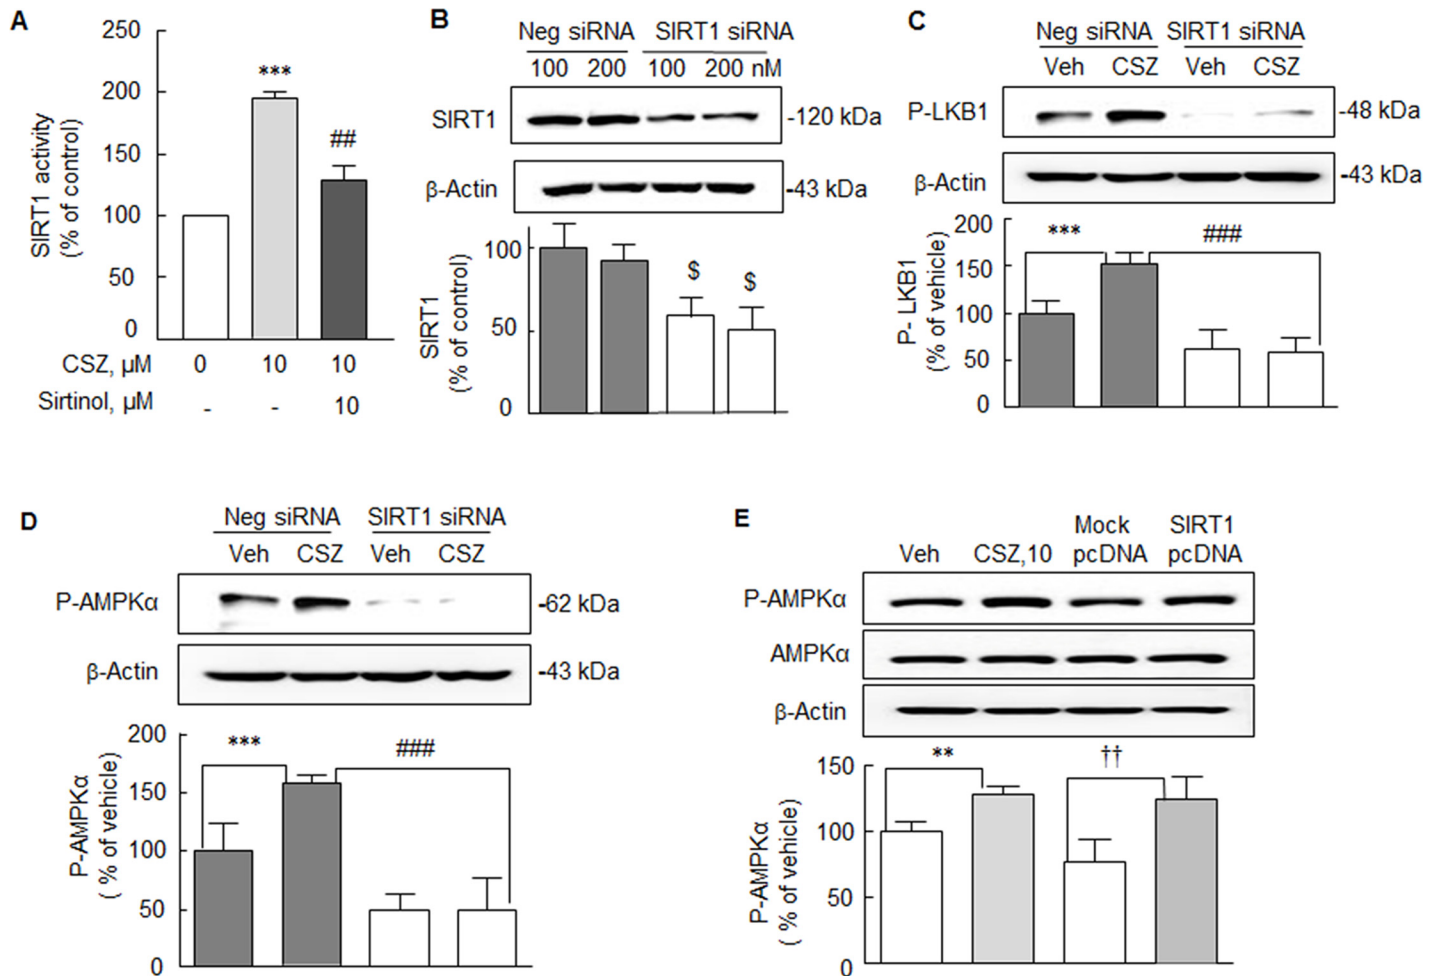 A
SIRT1 activity
(% of control)
250
200
150
100
50
0
***
##
CSZ, µM 0 10 10
Sirtinol, µM - - 10
B
Neg siRNA SIRT1 siRNA
100 200 100 200 nM
SIRT1 -120 kDa
β-Actin -43 kDa
SIRT1
(% of control)
100
50
0
$ $
C
Neg siRNA SIRT1 siRNA
Veh CSZ Veh CSZ
P-LKB1 -48 kDa
β-Actin -43 kDa
P- LKB1
(% of vehicle)
200
150
100
50
0
*** ###
D
Neg siRNA SIRT1 siRNA
Veh CSZ Veh CSZ
P-AMPKα -62 kDa
β-Actin -43 kDa
P-AMPKα
( % of vehicle)
200
150
100
50
0
*** ###
E
Mock SIRT1
Veh CSZ,10 pcDNA pcDNA
P-AMPKα
AMPKα
β-Actin
P-AMPKα
( % of vehicle)
150
100
50
0
** ††